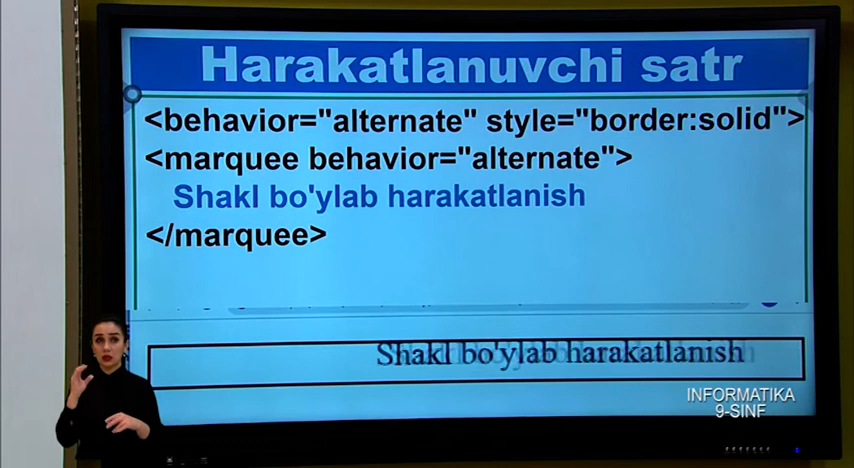 Harakatlanuvchi satr
<behavior="alternate" style="border:solid">
<marquee behavior="alternate">
Shakl bo'ylab harakatlanish
</marquee>
Shakl bo'ylab harakatlanish
INFORMATIKA
9-SINF